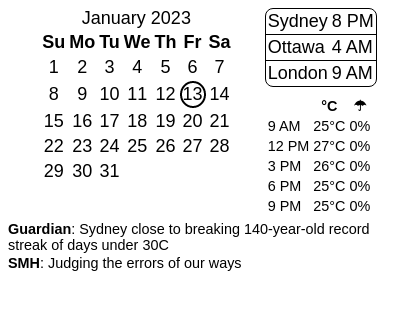 January 2023
Su Mo Tu We Th Fr Sa
1 2 3 4 5 6 7
8 9 10 11 12 13 14
15 16 17 18 19 20 21
22 23 24 25 26 27 28
29 30 31
Sydney 8 PM
Ottawa 4 AM
London 9 AM
°C ☂
9 AM 25°C 0%
12 PM 27°C 0%
3 PM 26°C 0%
6 PM 25°C 0%
9 PM 25°C 0%
Guardian: Sydney close to breaking 140-year-old record
streak of days under 30C
SMH: Judging the errors of our ways